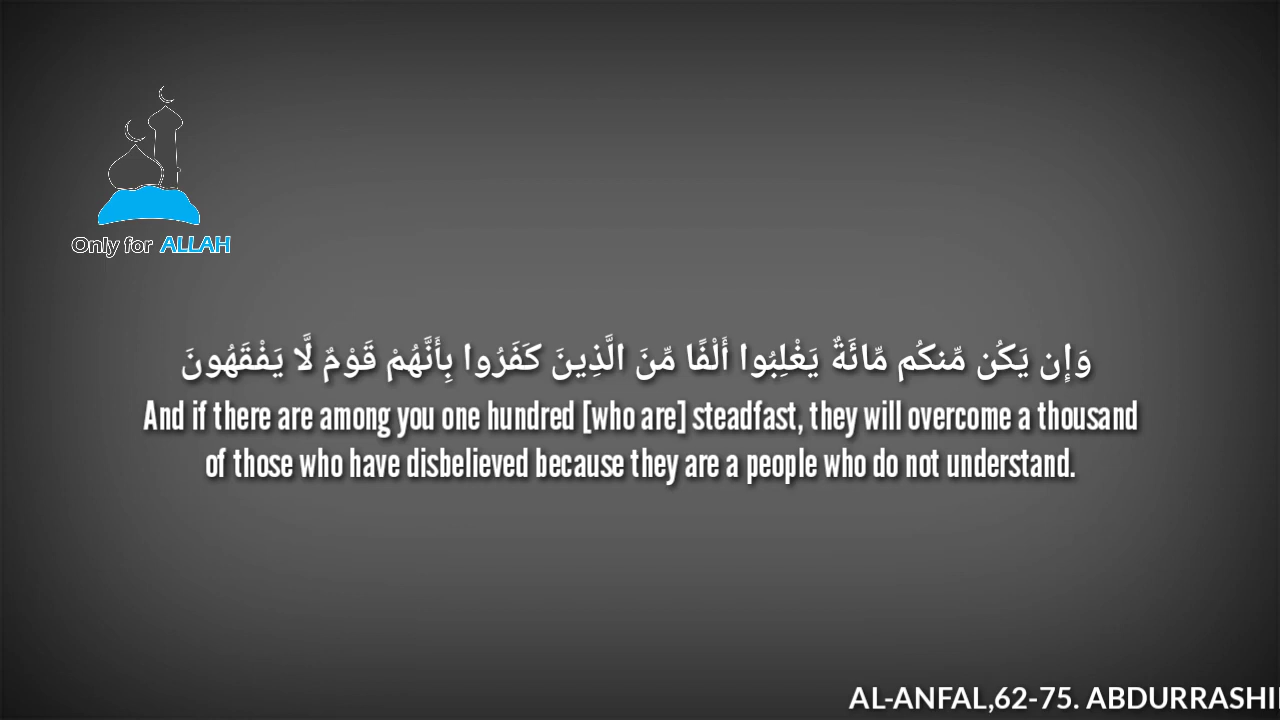 Only for ALLAH
وَإِن يَكُن مِّنكُم مِّائَةٌ يَغْلِبُوا أَلْفًا مِّنَ الَّذِينَ كَفَرُوا بِأَنَّهُمْ قَوْمٌ لَّا يَفْقَهُونَ
And if there are among you one hundred [who are] steadfast, they will overcome a thousand
of those who have disbelieved because they are a people who do not understand.
AL-ANFAL,62-75. ABDURRASHI